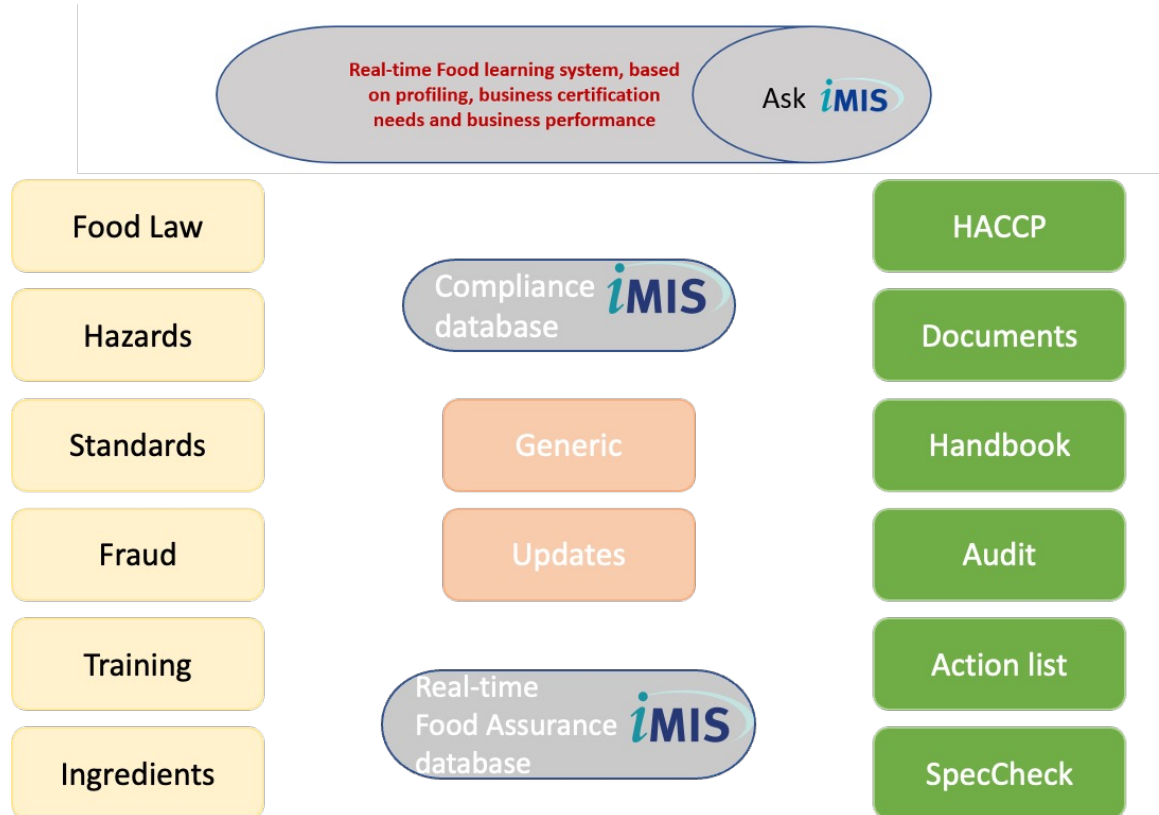 Real-time Food learning system, based
on profiling, business certification
needs and business performance
Ask iMIS
Food Law
Hazards
Standards
Fraud
Training
Ingredients
Compliance iMIS
database
Generic
Updates
Real-time
Food Assurance iMIS
database
HACCP
Documents
Handbook
Audit
Action list
SpecCheck